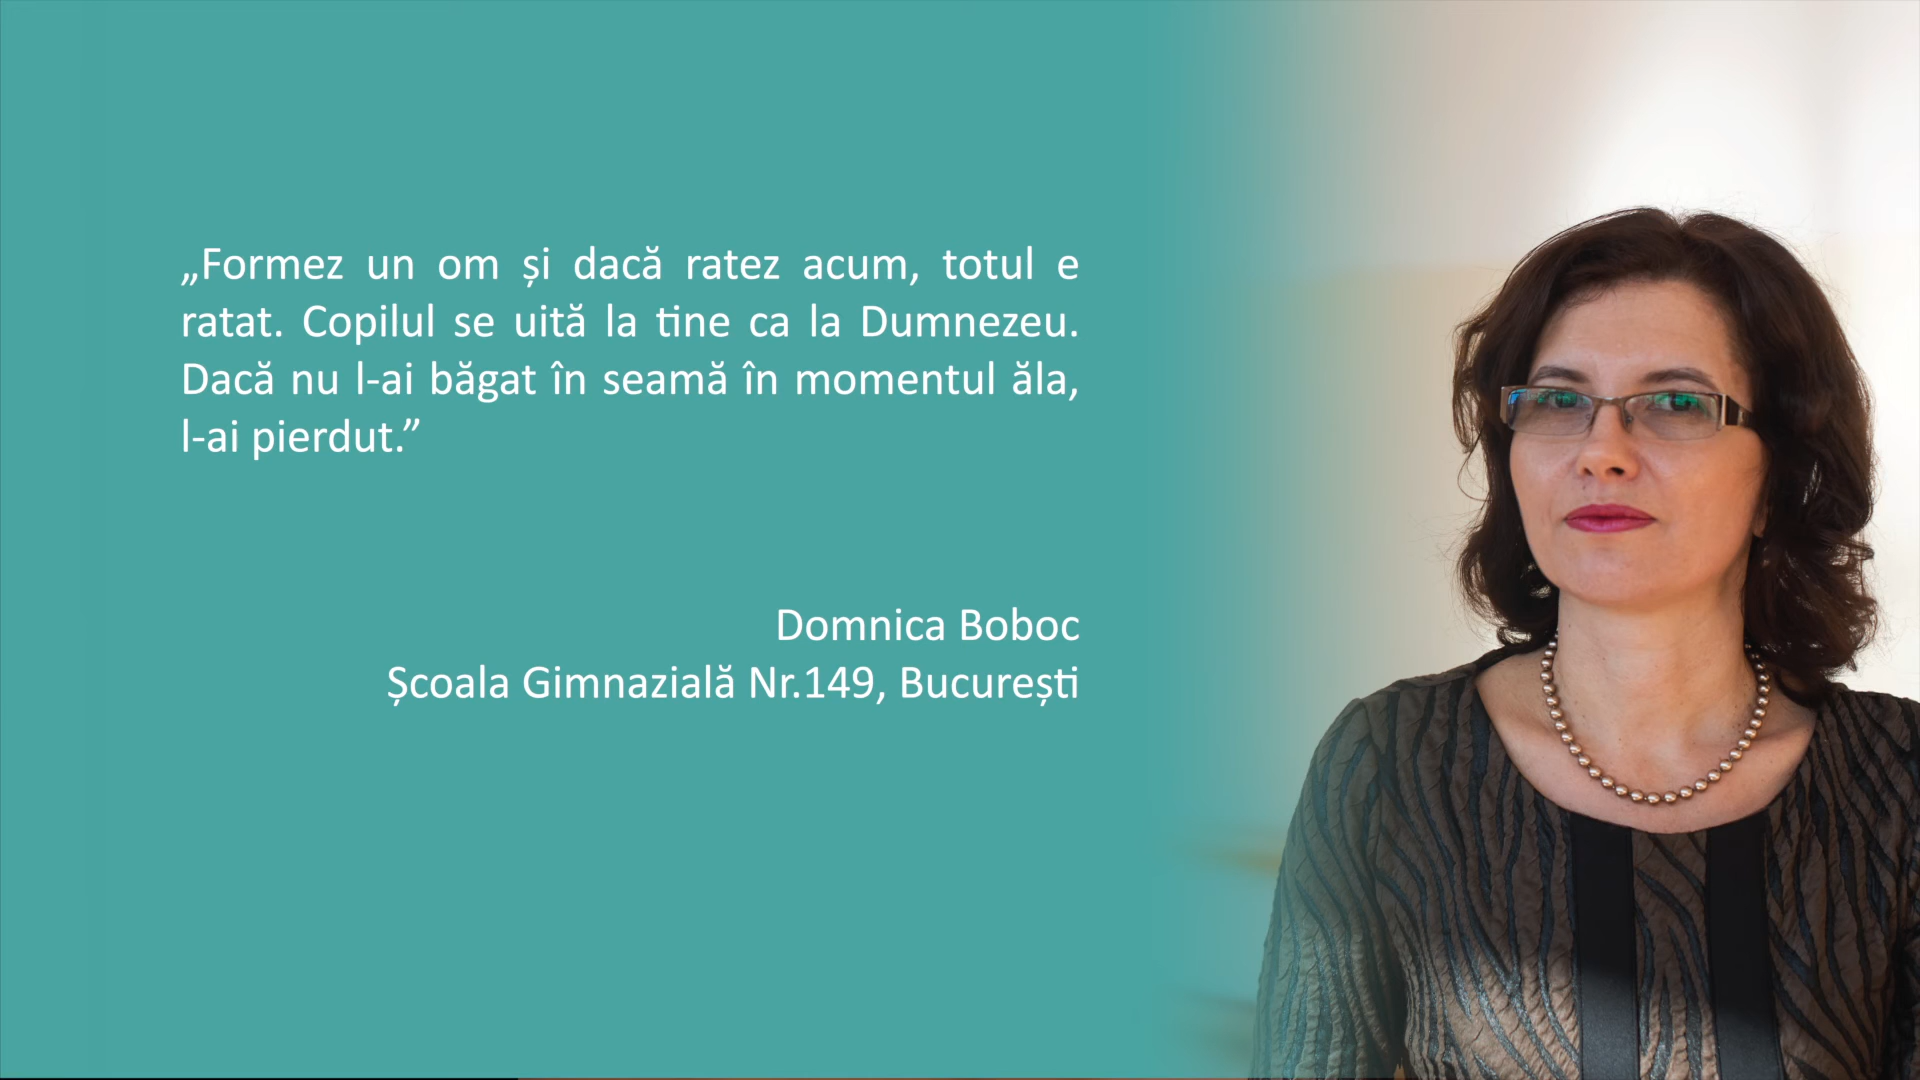 „Formez un om și dacă ratez acum, totul e
ratat. Copilul se uită la tine ca la Dumnezeu.
Dacă nu l-ai băgat în seamă în momentul ăla,
l-ai pierdut.”
Domnica Boboc
Școala Gimnazială Nr.149, București